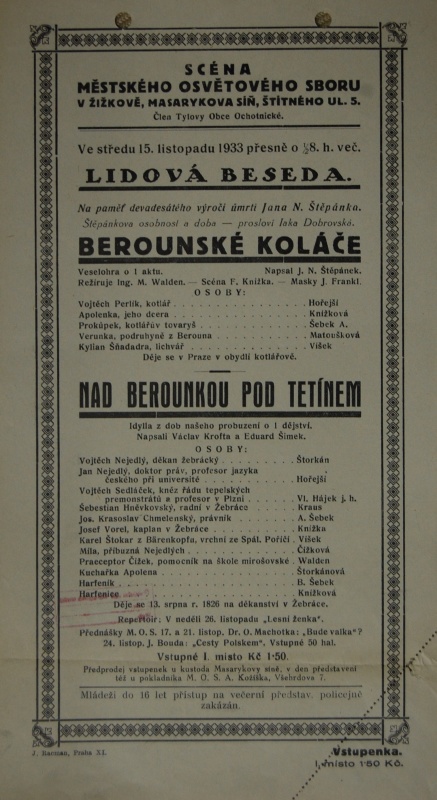 SCÉNA
MĚSTSKÉHO OSVĚTOVÉHO SBORU
V ŽIŽKOVĚ, MASARYKOVA SÍŇ, ŠTÍTNÉHO UL. 5.
Člen Tylovy Obce Ochotnické.
Ve středu 15. listopadu 1933 přesně o ½8. h. več.
LIDOVÁ BESEDA.
Na paměť devadesátého výročí úmrtí Jana N. Štěpánka.
Štěpánkova osobnost a doba — prosloví Inka Dobrovská.
BEROUNSKÉ KOLÁČE
Veselohra o 1 aktu. Napsal J. N. Štěpánek.
Režiruje Ing. M. Walden. — Scéna F. Knížka. — Masky J. Frankl.
OSOBY:
Vojtěch Perlík, kotlář Hořejší
Apolenka, jeho dcera Knížková
Prokůpek, kotlářův tovaryš Šebek A.
Verunka, podruhyně z Berouna Matoušková
Kylian Šňadadra, lichvář Víšek
Děje se v Praze v obydlí kotlářově.
NAD BEROUNKOU POD TETÍNEM
Idylla z dob našeho probuzení o 1 dějství.
Napsali Václav Krofta a Eduard Šimek.
OSOBY:
Vojtěch Nejedlý, děkan žebrácký Štorkán
Jan Nejedlý, doktor práv, profesor jazyka
českého při universitě Hořejší
Vojtěch Sedláček, kněz řádu tepelských
premonstrátů a profesor v Plzni Vl. Hájek j. h.
Šebestian Hněvkovský, radní v Žebráce Kraus
Jos. Krasoslav Chmelenský, právník A. Šebek
Josef Vorel, kaplan v Žebráce Knížka
Karel Štokar z Bärenkopfu, vrchní ze Spál. Poříčí Víšek
Míla, příbuzná Nejedlých Čížková
Praeceptor Čížek, pomocník na škole mirošovské Walden
Kuchařka Apolena Štorkánová
Harfeník B. Šebek
Harfenice Knížková
Děje se 13. srpna r. 1826 na děkanství v Žebráce.
Repertoir: V neděli 26. listopadu „Lesní ženka".
Přednášky M. O. S. 17. a 21. listop. Dr. O. Machotka: „Bude válka"?
24. listop. J. Bouda: „Cesty Polskem". Vstupné 50 hal.
Vstupné I. místo Kč 1·50.
Předprodej vstupenek u kustoda Masarykovy síně, v den představení
též u pokladníka M. O. S. A. Kožíška, Všehrdova 7.
Mládeži do 16 let přístup na večerní představ. policejně
zakázán.
J. Rarman, Praha XI.
Vstupenka.
I. místo 1·50 Kč.